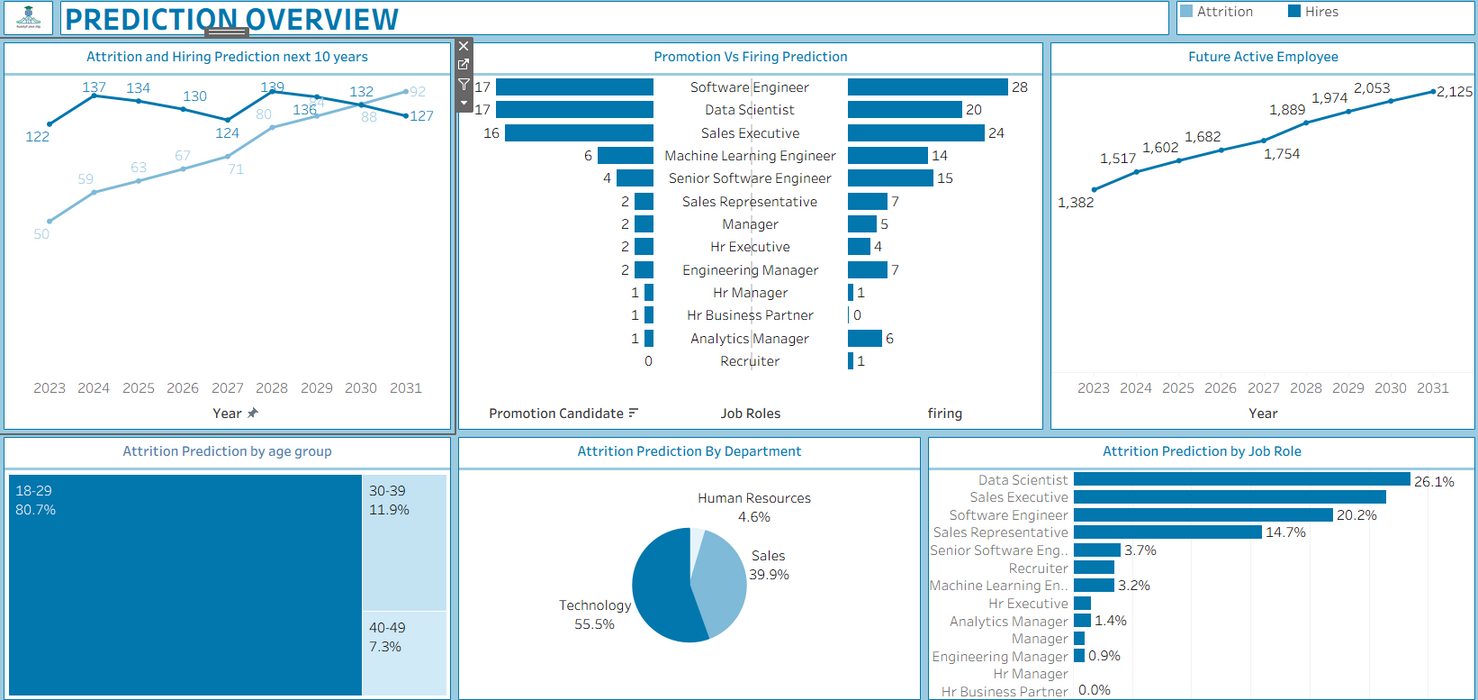 PREDICTION OVERVIEW
Attrition
Hires
Attrition and Hiring Prediction next 10 years
137
134
130
139
132
136
94
92
122
124
80
88
127
59
63
67
71
50
2023 2024 2025 2026 2027 2028 2029 2030 2031
Year
Promotion Vs Firing Prediction
17 Software Engineer 28
17 Data Scientist 20
16 Sales Executive 24
6 Machine Learning Engineer 14
4 Senior Software Engineer 15
2 Sales Representative 7
2 Manager 5
2 Hr Executive 4
2 Engineering Manager 7
1 Hr Manager 1
1 Hr Business Partner 0
1 Analytics Manager 6
0 Recruiter 1
Promotion Candidate Job Roles firing
Future Active Employee
1,382
1,517
1,602
1,682
1,754
1,889
1,974
2,053
2,125
2023 2024 2025 2026 2027 2028 2029 2030 2031
Year
Attrition Prediction by age group
18-29
80.7%
30-39
11.9%
40-49
7.3%
Attrition Prediction By Department
Human Resources
4.6%
Sales
39.9%
Technology
55.5%
Attrition Prediction by Job Role
Data Scientist 26.1%
Sales Executive
Software Engineer 20.2%
Sales Representative 14.7%
Senior Software Eng.. 3.7%
Recruiter
Machine Learning En.. 3.2%
Hr Executive
Analytics Manager 1.4%
Manager
Engineering Manager 0.9%
Hr Manager
Hr Business Partner 0.0%